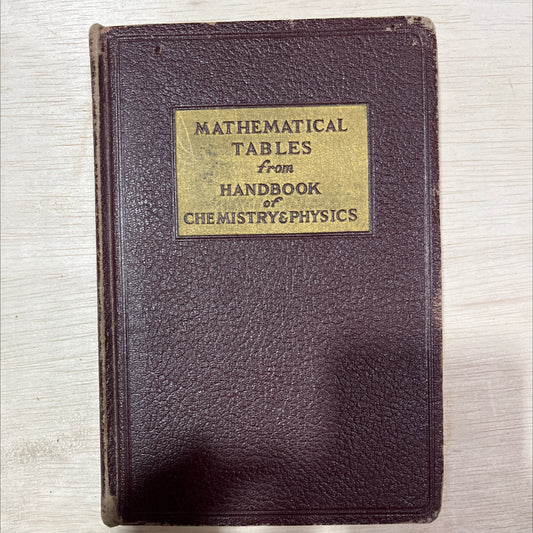 MATHEMATICAL
TABLES
from
HANDBOOK
of
CHEMISTRY & PHYSICS